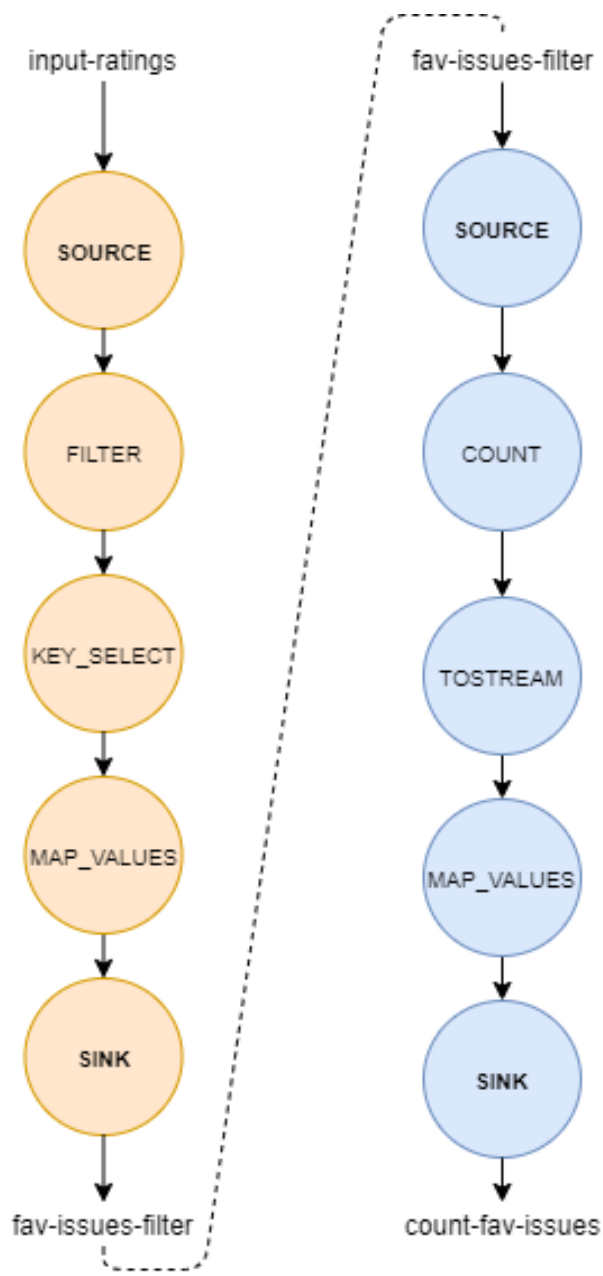 input-ratings
SOURCE
FILTER
KEY_SELECT
MAP_VALUES
SINK
fav-issues-filter
fav-issues-filter
SOURCE
COUNT
TOSTREAM
MAP_VALUES
SINK
count-fav-issues